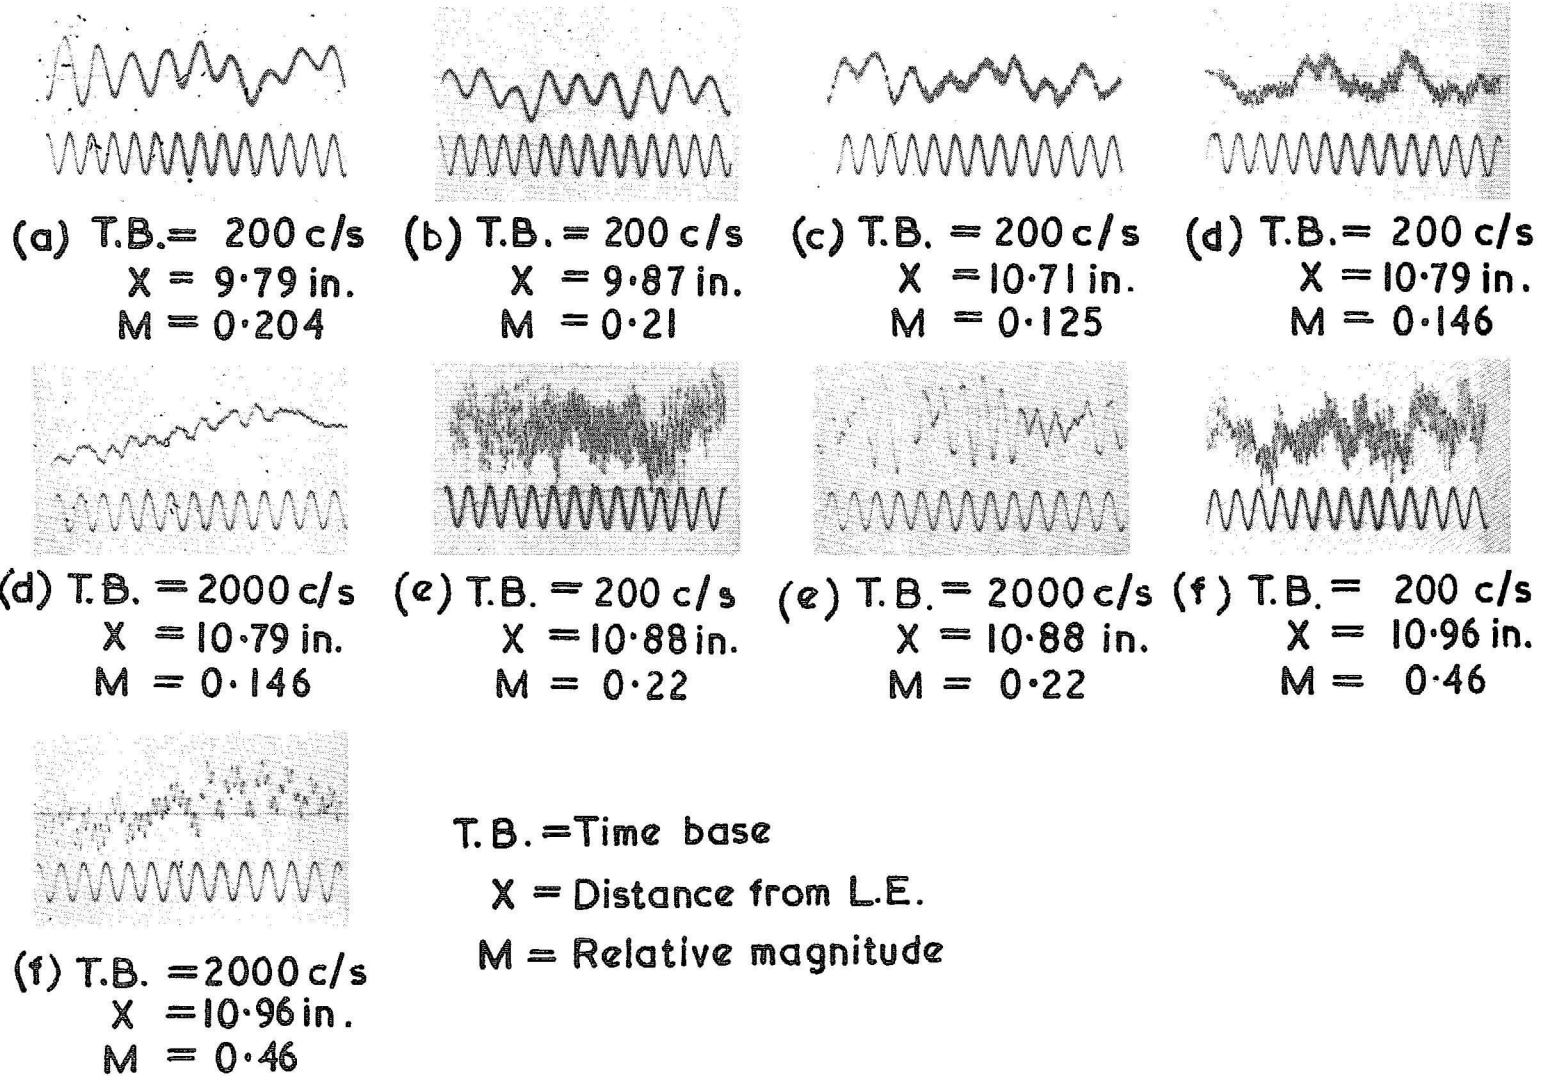 (a) T.B. = 200 c/s
X = 9·79 in.
M = 0·204
(b) T.B. = 200 c/s
X = 9·87 in.
M = 0·21
(c) T.B. = 200 c/s
X = 10·71 in.
M = 0·125
(d) T.B. = 200 c/s
X = 10·79 in.
M = 0·146
(d) T.B. = 2000 c/s
X = 10·79 in.
M = 0·146
(e) T.B. = 200 c/s
X = 10·88 in.
M = 0·22
(e) T.B. = 2000 c/s
X = 10·88 in.
M = 0·22
(f) T.B. = 200 c/s
X = 10·96 in.
M = 0·46
(f) T.B. = 2000 c/s
X = 10·96 in.
M = 0·46
T.B. = Time base
X = Distance from L.E.
M = Relative magnitude